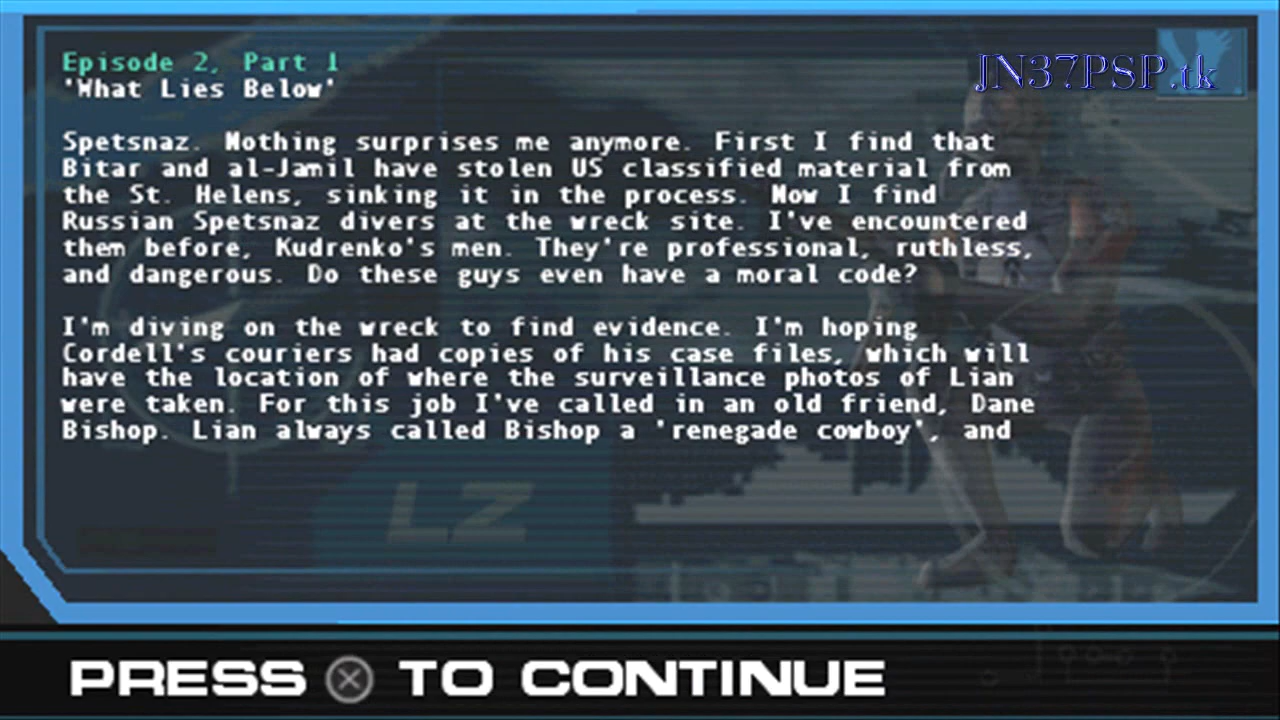 Episode 2, Part 1
'What Lies Below'
JN37PSP.tk
Spetsnaz. Nothing surprises me anymore. First I find that
Bitar and al-Jamil have stolen US classified material from
the St. Helens, sinking it in the process. Now I find
Russian Spetsnaz divers at the wreck site. I've encountered
them before, Kudrenko's men. They're professional, ruthless,
and dangerous. Do these guys even have a moral code?
I'm diving on the wreck to find evidence. I'm hoping
Cordell's couriers had copies of his case files, which will
have the location of where the surveillance photos of Lian
were taken. For this job I've called in an old friend, Dane
Bishop. Lian always called Bishop a 'renegade cowboy', and
LZ
PRESS X TO CONTINUE